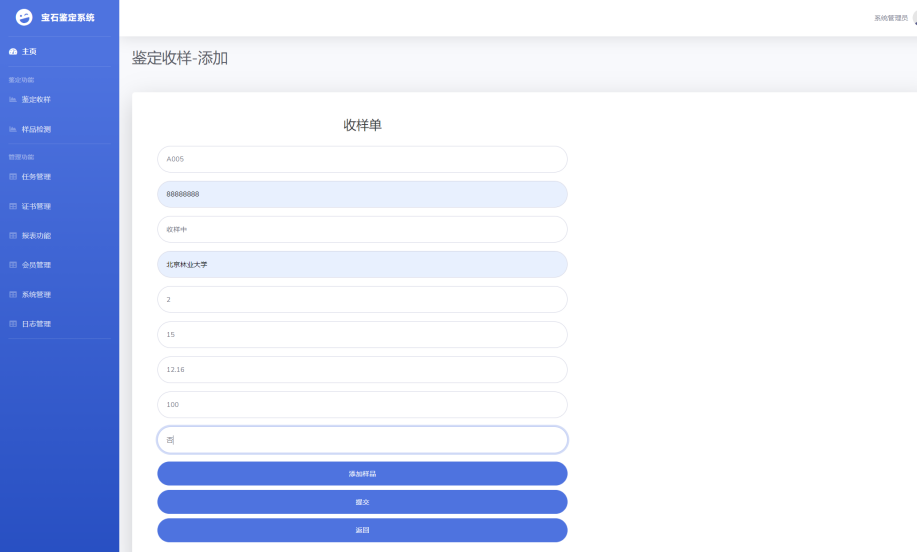 宝石鉴定系统
系统管理员
主页
鉴定功能
鉴定收样
样品检测
管理功能
任务管理
证书管理
报表功能
会员管理
系统管理
日志管理
鉴定收样-添加
收样单
A005
88888888
收样中
北京林业大学
2
15
12.16
100
否
添加样品
提交
返回